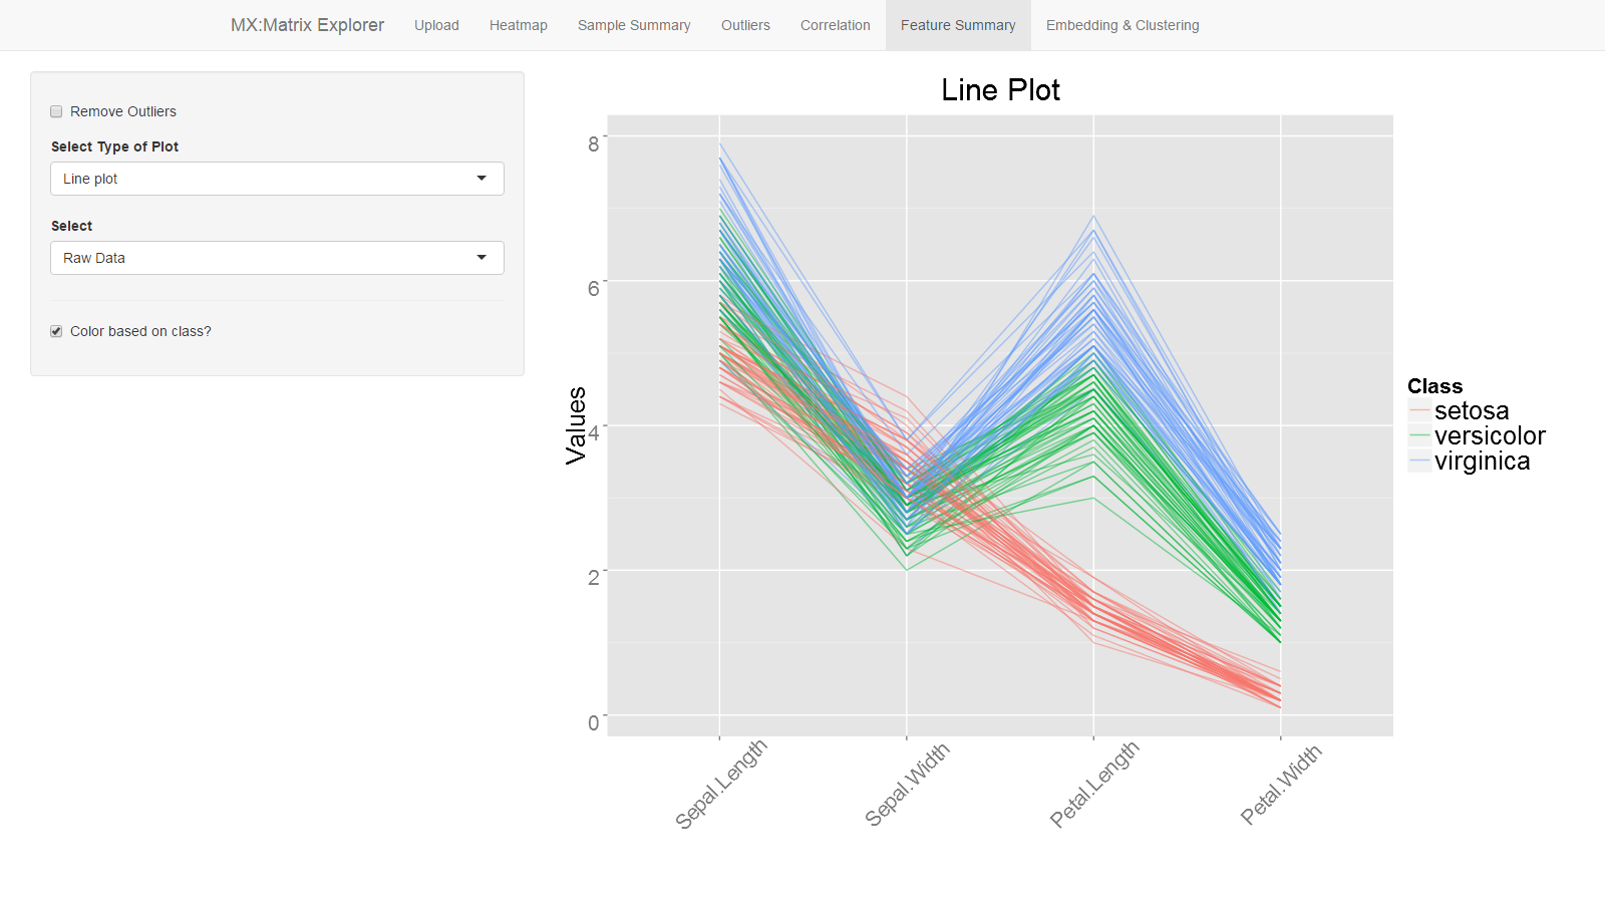 MX:Matrix Explorer Upload Heatmap Sample Summary Outliers Correlation Feature Summary Embedding & Clustering
Remove Outliers
Select Type of Plot
Line plot
Select
Raw Data
Color based on class?
Line Plot
Values
8
6
4
2
0
Sepal.Length
Sepal.Width
Petal.Length
Petal.Width
Class
setosa
versicolor
virginica